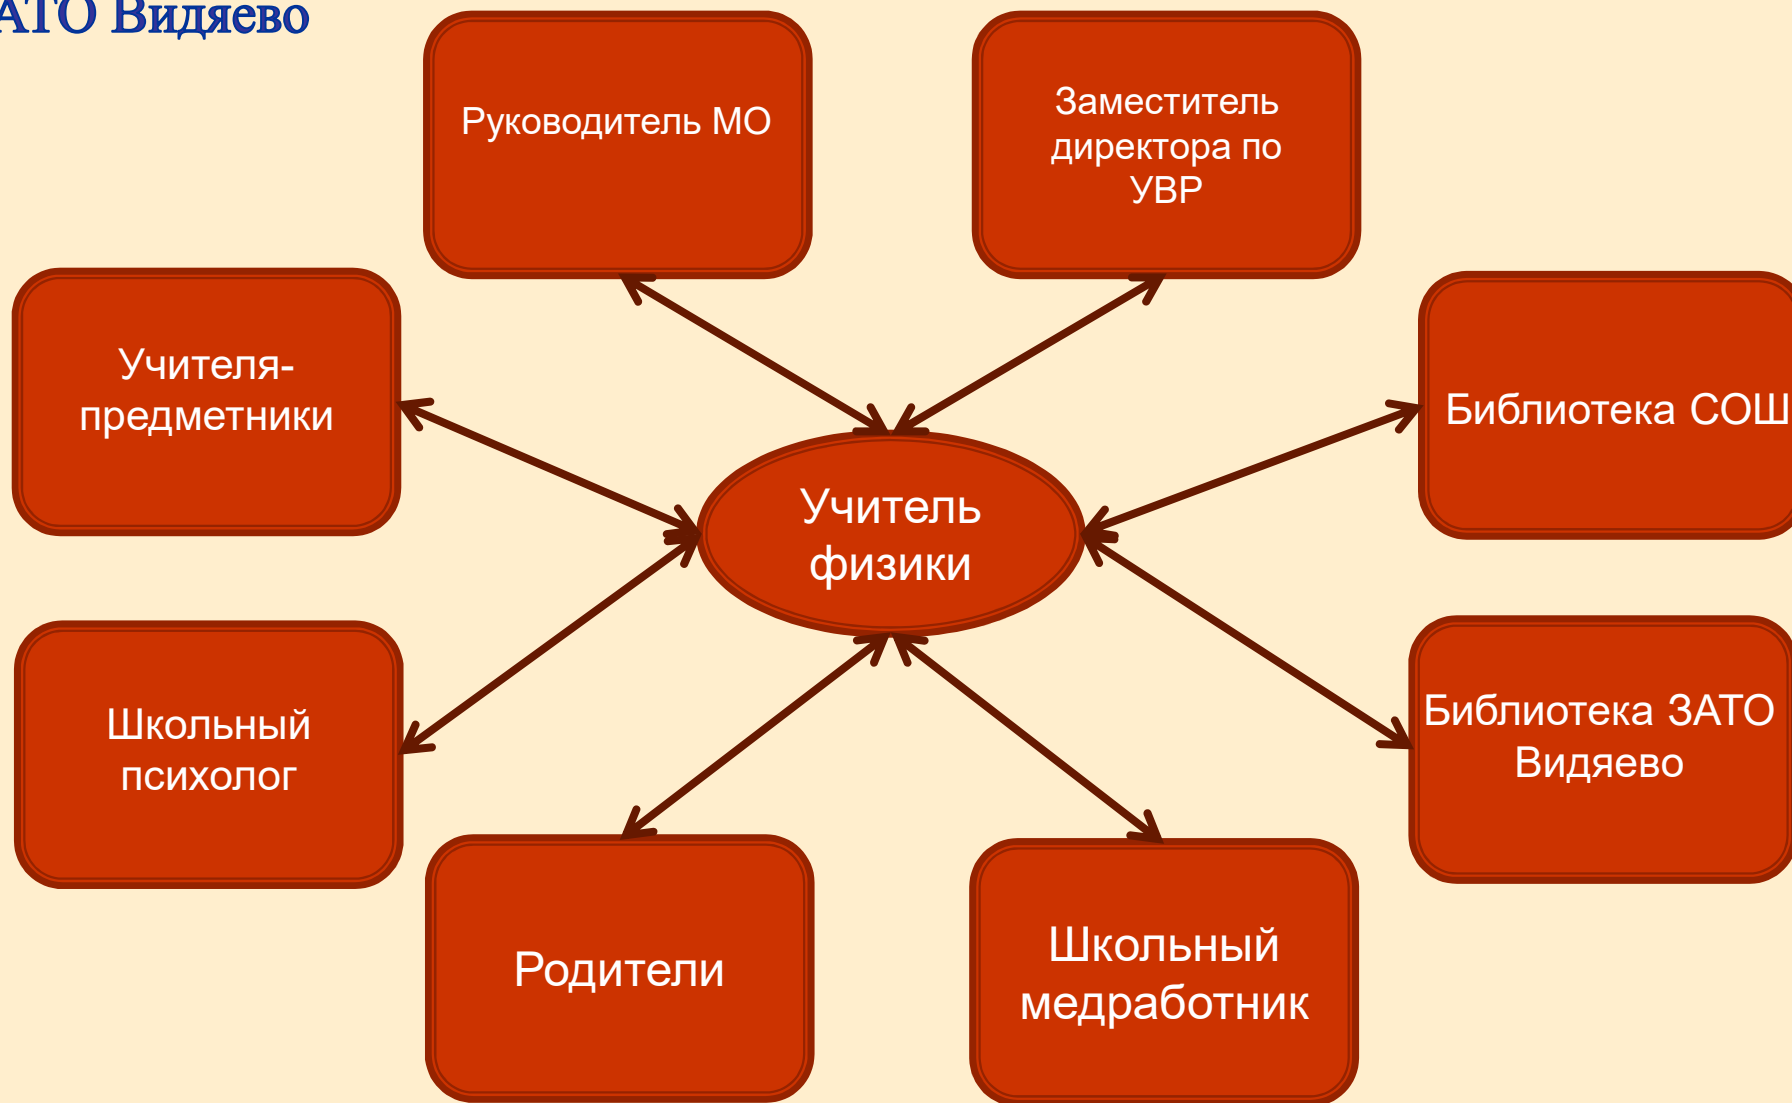 АТО Видяево
Руководитель МО
Заместитель
директора по
УВР
Учителя-
предметники
Библиотека СОШ
Учитель
физики
Школьный
психолог
Библиотека ЗАТО
Видяево
Родители
Школьный
медработник